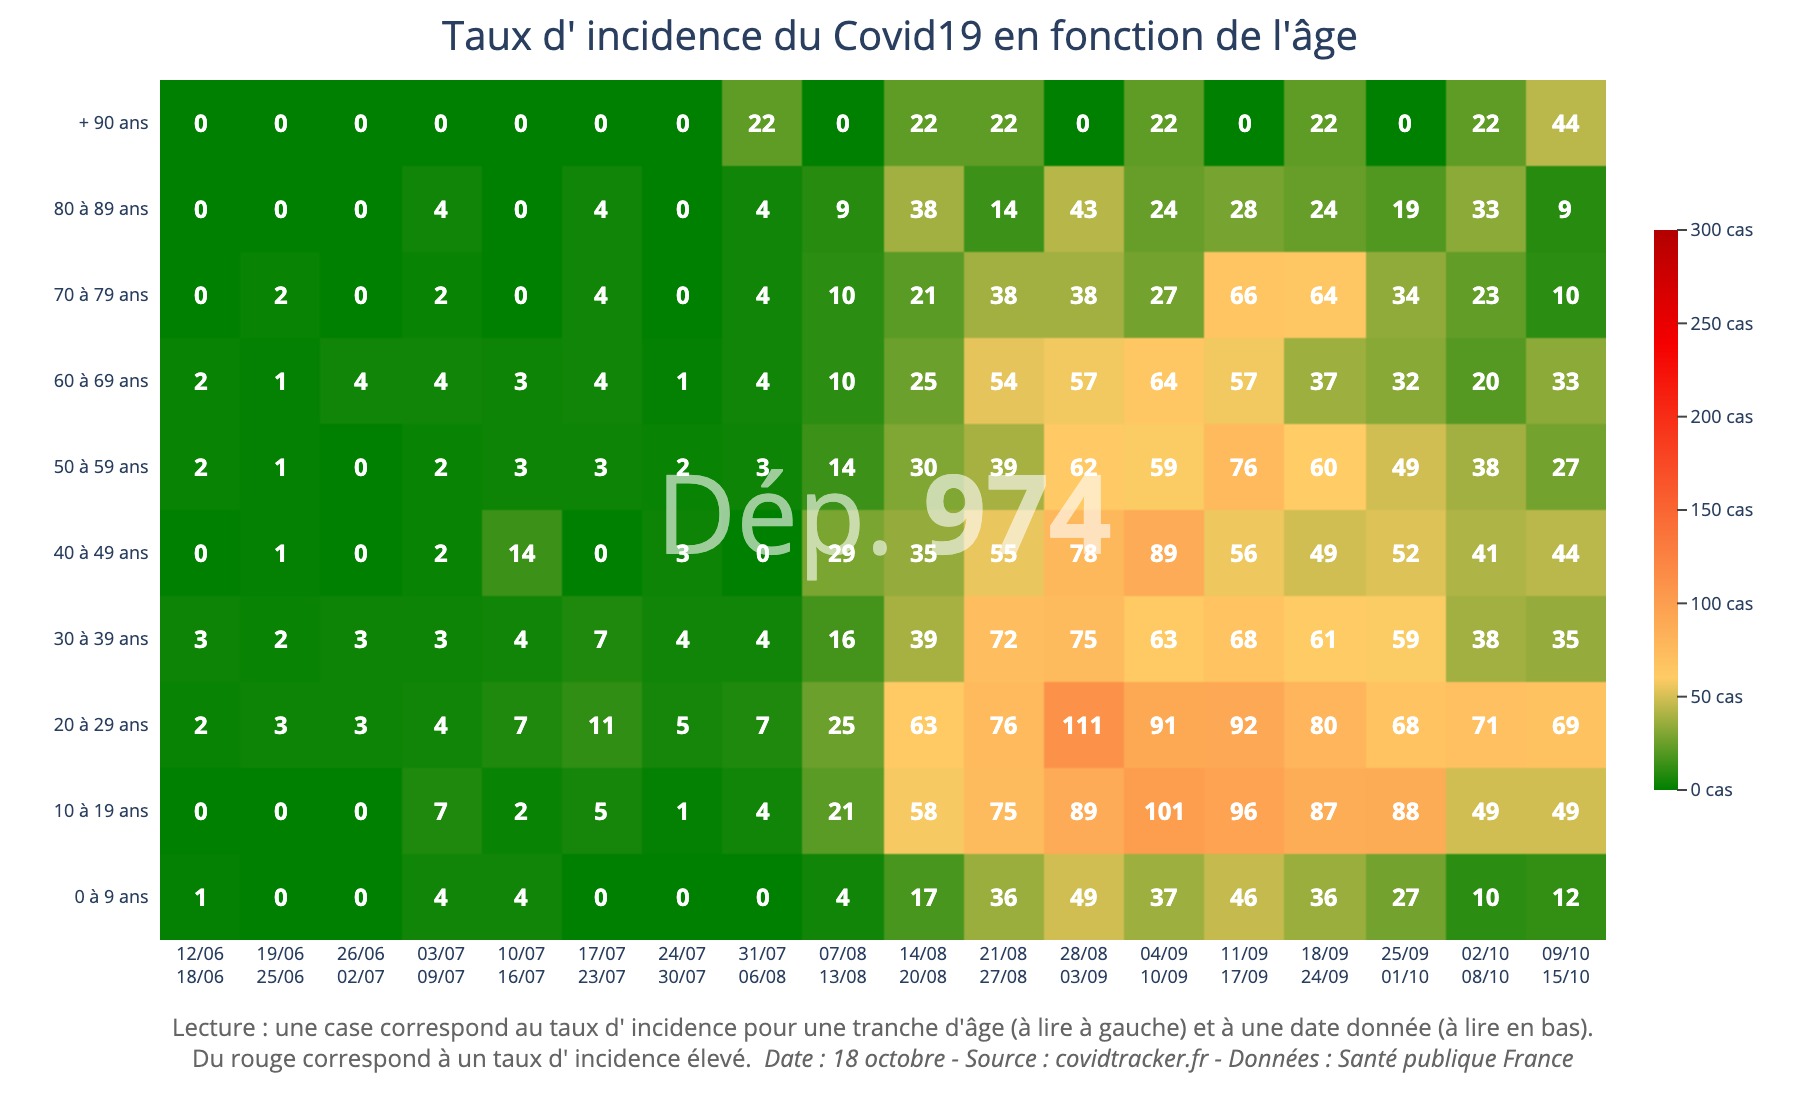 Taux d' incidence du Covid19 en fonction de l'âge
+ 90 ans 0 0 0 0 0 0 0 22 0 22 22 0 22 0 22 0 22 44
80 à 89 ans 0 0 0 4 0 4 0 4 9 38 14 43 24 28 24 19 33 9
70 à 79 ans 0 2 0 2 0 4 0 4 10 21 38 38 27 66 64 34 23 10
60 à 69 ans 2 1 4 4 3 4 1 4 10 25 54 57 64 57 37 32 20 33
50 à 59 ans 2 1 0 2 3 3 2 3 14 30 39 62 59 76 60 49 38 27
Dép. 974
40 à 49 ans 0 1 0 2 14 0 3 0 29 35 55 78 89 56 49 52 41 44
30 à 39 ans 3 2 3 3 4 7 4 4 16 39 72 75 63 68 61 59 38 35
20 à 29 ans 2 3 3 4 7 11 5 7 25 63 76 111 91 92 80 68 71 69
10 à 19 ans 0 0 0 7 2 5 1 4 21 58 75 89 101 96 87 88 49 49
0 à 9 ans 1 0 0 4 4 0 0 0 4 17 36 49 37 46 36 27 10 12
12/06 19/06 26/06 03/07 10/07 17/07 24/07 31/07 07/08 14/08 21/08 28/08 04/09 11/09 18/09 25/09 02/10 09/10
18/06 25/06 02/07 09/07 16/07 23/07 30/07 06/08 13/08 20/08 27/08 03/09 10/09 17/09 24/09 01/10 08/10 15/10
300 cas
250 cas
200 cas
150 cas
100 cas
50 cas
0 cas
Lecture : une case correspond au taux d' incidence pour une tranche d'âge (à lire à gauche) et à une date donnée (à lire en bas).
Du rouge correspond à un taux d' incidence élevé. Date : 18 octobre - Source : covidtracker.fr - Données : Santé publique France